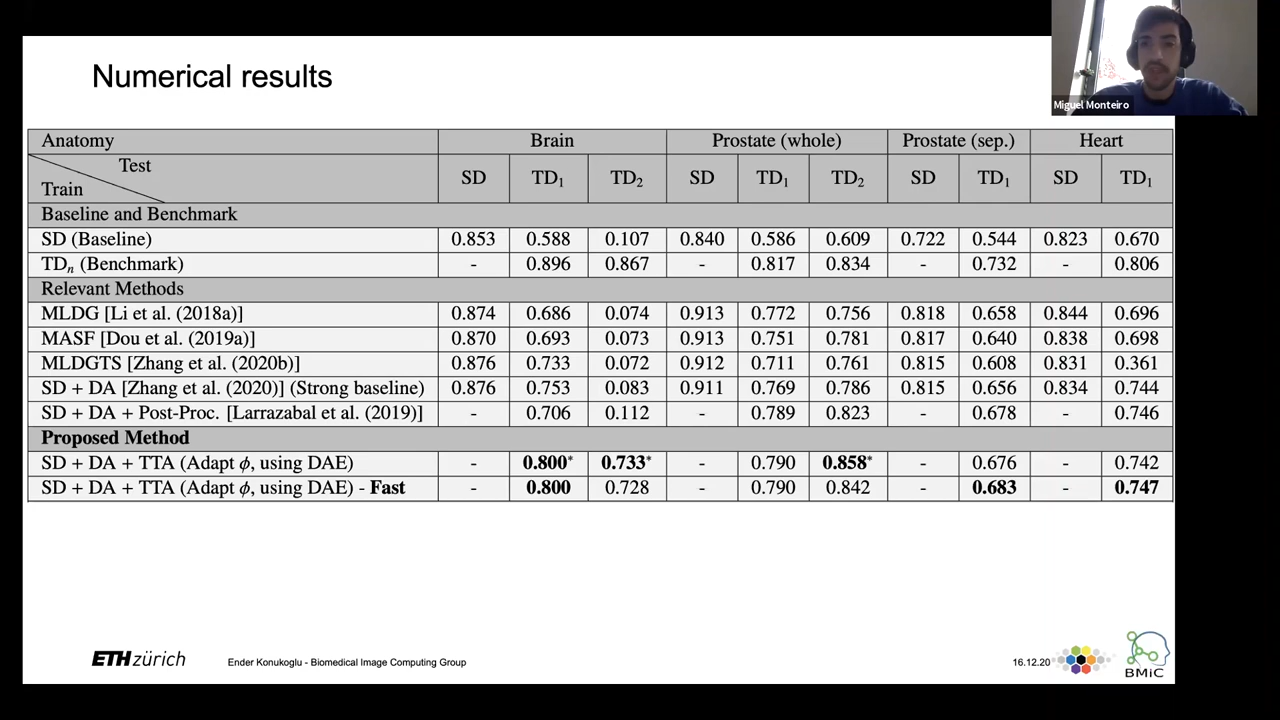 Numerical results
Miguel Monteiro
Anatomy Brain Prostate (whole) Prostate (sep.) Heart
Test
Train SD TD₁ TD₂ SD TD₁ TD₂ SD TD₁ SD TD₁
Baseline and Benchmark
SD (Baseline) 0.853 0.588 0.107 0.840 0.586 0.609 0.722 0.544 0.823 0.670
TDₙ (Benchmark) - 0.896 0.867 - 0.817 0.834 - 0.732 - 0.806
Relevant Methods
MLDG [Li et al. (2018a)] 0.874 0.686 0.074 0.913 0.772 0.756 0.818 0.658 0.844 0.696
MASF [Dou et al. (2019a)] 0.870 0.693 0.073 0.913 0.751 0.781 0.817 0.640 0.838 0.698
MLDGTS [Zhang et al. (2020b)] 0.876 0.733 0.072 0.912 0.711 0.761 0.815 0.608 0.831 0.361
SD + DA [Zhang et al. (2020)] (Strong baseline) 0.876 0.753 0.083 0.911 0.769 0.786 0.815 0.656 0.834 0.744
SD + DA + Post-Proc. [Larrazabal et al. (2019)] - 0.706 0.112 - 0.789 0.823 - 0.678 - 0.746
Proposed Method
SD + DA + TTA (Adapt ϕ, using DAE) - 0.800* 0.733* - 0.790 0.858* - 0.676 - 0.742
SD + DA + TTA (Adapt ϕ, using DAE) - Fast - 0.800 0.728 - 0.790 0.842 - 0.683 - 0.747
ETH zürich
Ender Konukoglu - Biomedical Image Computing Group
16.12.20
BMiC